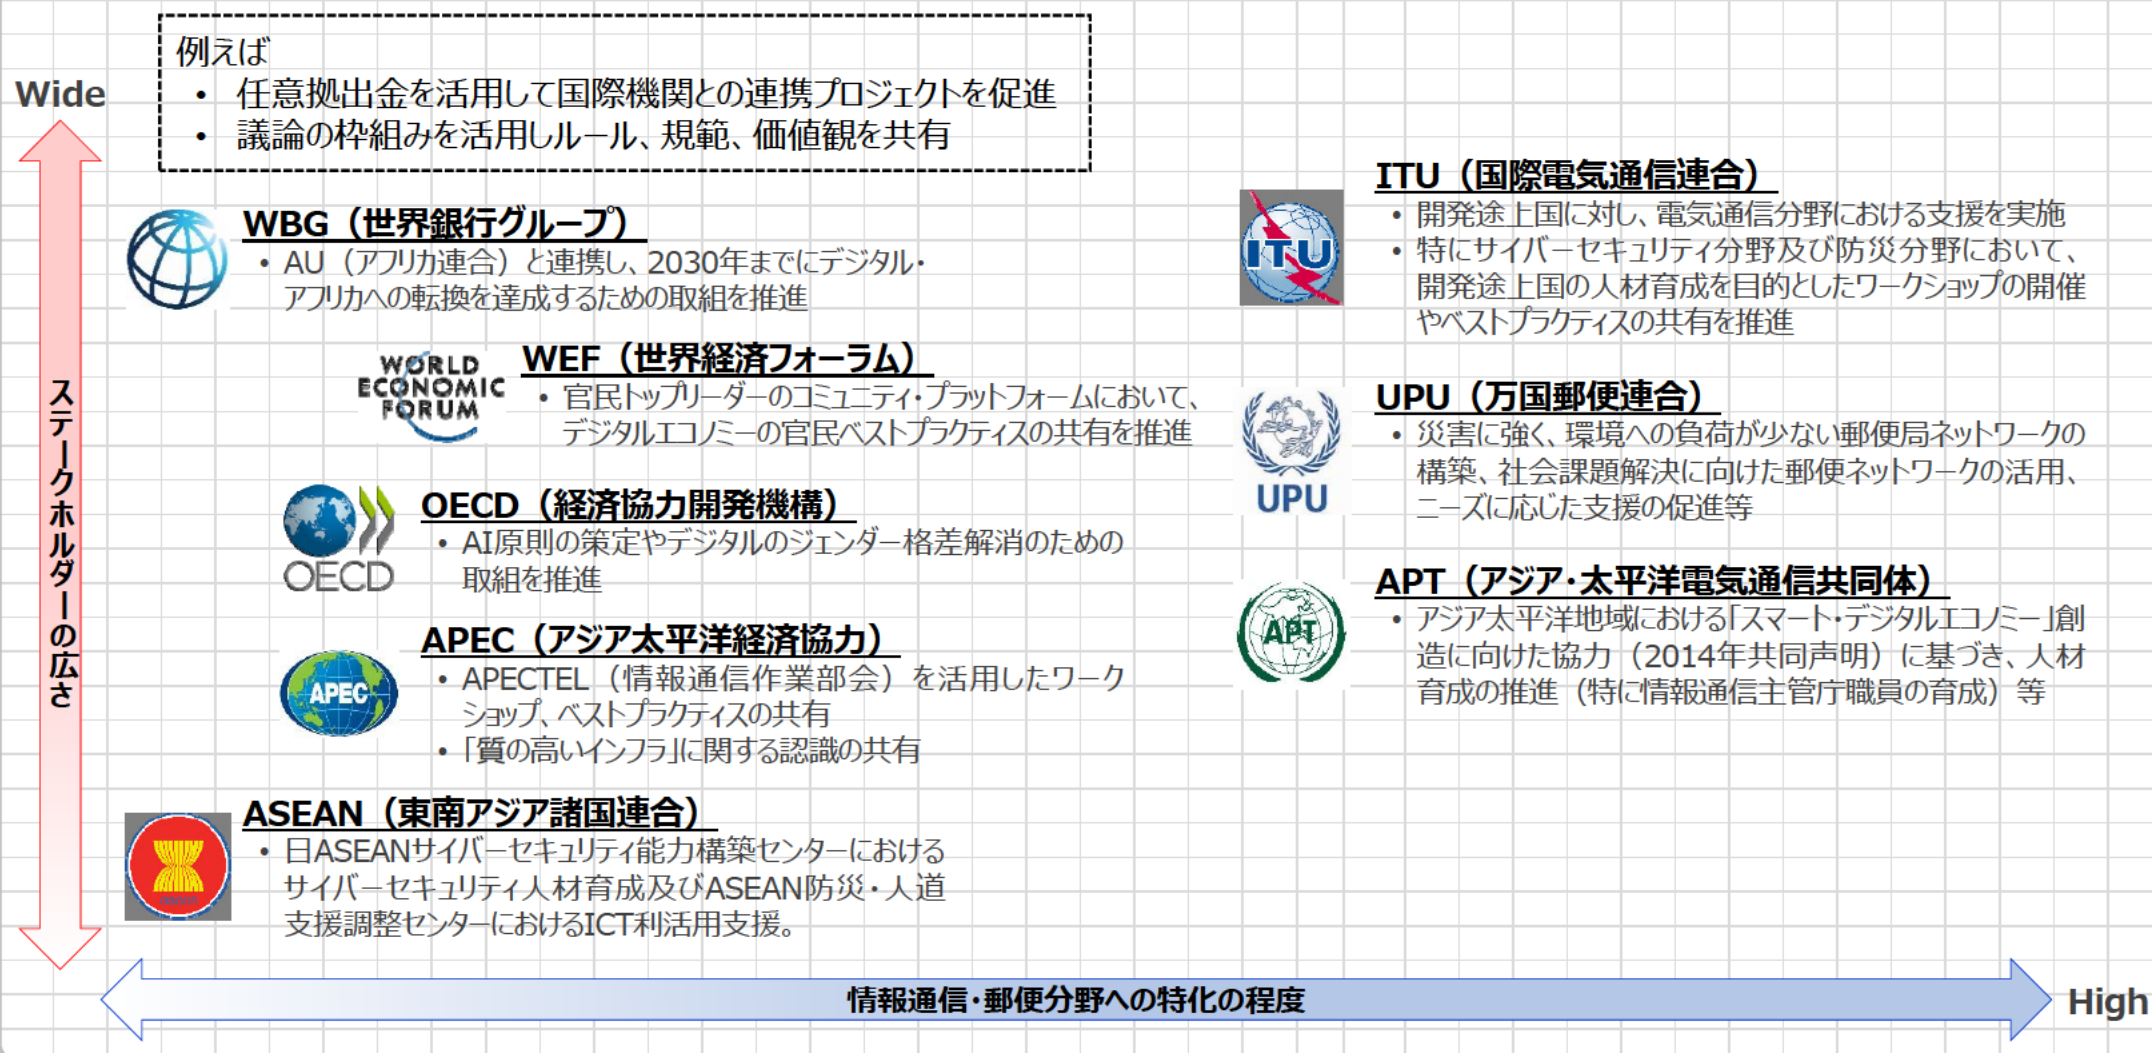 例えば
• 任意拠出金を活用して国際機関との連携プロジェクトを促進
• 議論の枠組みを活用しルール、規範、価値観を共有
Wide
ステークホルダーの広さ
WBG（世界銀行グループ）
• AU（アフリカ連合）と連携し、2030年までにデジタル・
アフリカへの転換を達成するための取組を推進
WORLD
ECONOMIC
FORUM
WEF（世界経済フォーラム）
• 官民トップリーダーのコミュニティ・プラットフォームにおいて、
デジタルエコノミーの官民ベストプラクティスの共有を推進
OECD
OECD（経済協力開発機構）
• AI原則の策定やデジタルのジェンダー格差解消のための
取組を推進
APEC
APEC（アジア太平洋経済協力）
• APECTEL（情報通信作業部会）を活用したワーク
ショップ、ベストプラクティスの共有
• 「質の高いインフラ」に関する認識の共有
asean
ASEAN（東南アジア諸国連合）
• 日ASEANサイバーセキュリティ能力構築センターにおける
サイバーセキュリティ人材育成及びASEAN防災・人道
支援調整センターにおけるICT利活用支援。
ITU
ITU（国際電気通信連合）
• 開発途上国に対し、電気通信分野における支援を実施
• 特にサイバーセキュリティ分野及び防災分野において、
開発途上国の人材育成を目的としたワークショップの開催
やベストプラクティスの共有を推進
UPU
UPU（万国郵便連合）
• 災害に強く、環境への負荷が少ない郵便局ネットワークの
構築、社会課題解決に向けた郵便ネットワークの活用、
ニーズに応じた支援の促進等
APT
APT（アジア・太平洋電気通信共同体）
• アジア太平洋地域における「スマート・デジタルエコノミー」創
造に向けた協力（2014年共同声明）に基づき、人材
育成の推進（特に情報通信主管庁職員の育成）等
情報通信・郵便分野への特化の程度
High